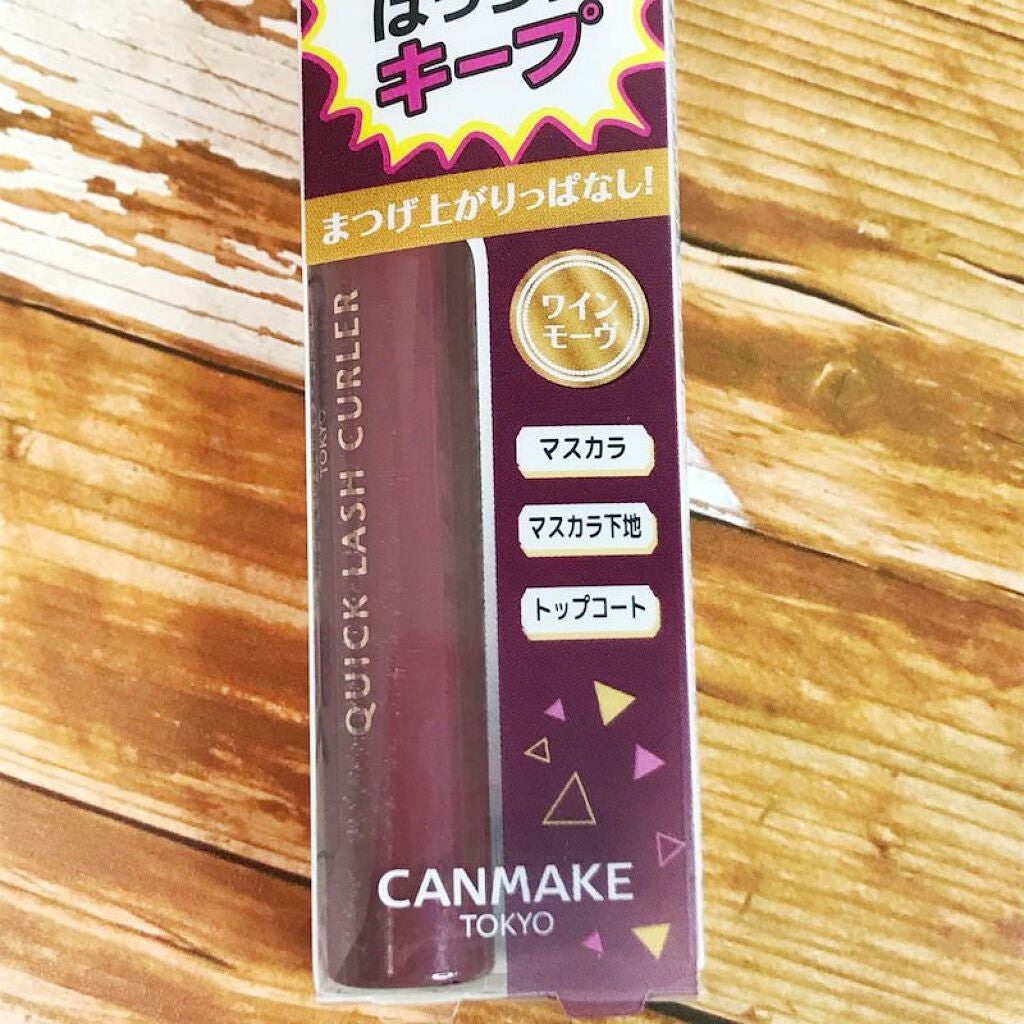 キープ
まつげ上がりっぱなし!
ワイン
モーヴ
マスカラ
マスカラ下地
トップコート
TOKYO
QUICK LASH CURLER
CANMAKE
TOKYO